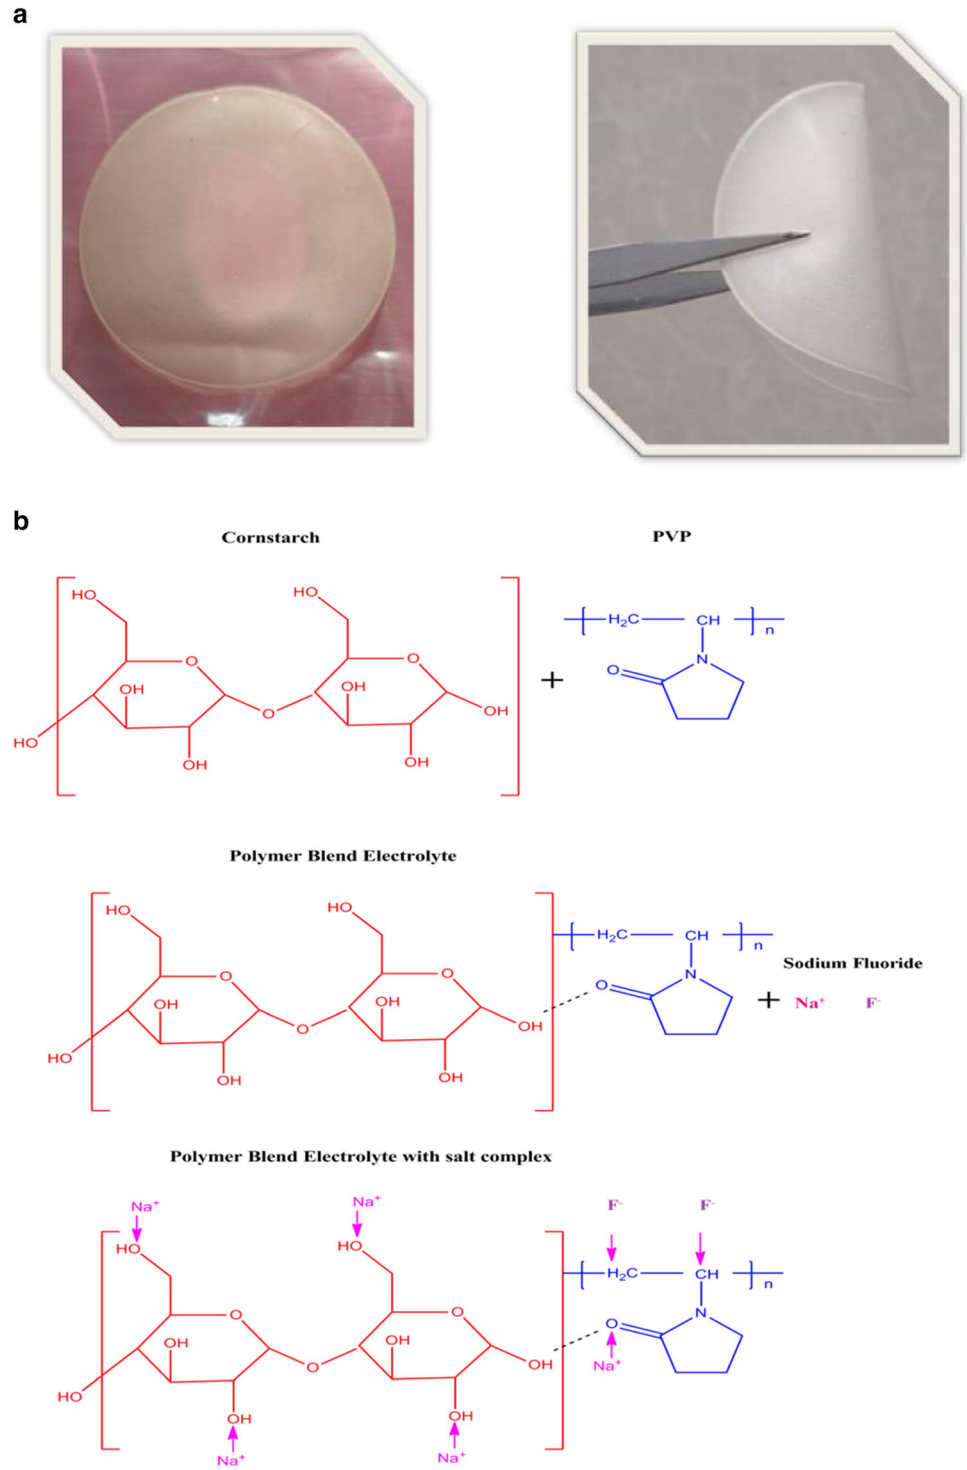 a
b
Cornstarch PVP
HO HO
H₂C CH n
O O N O
OH OH
O OH
HO OH OH
+
Polymer Blend Electrolyte
HO HO
H₂C CH n
Sodium Fluoride
O O O N
OH OH + Na⁺ F⁻
O OH
HO
OH OH
Polymer Blend Electrolyte with salt complex
Na⁺ Na⁺ F⁻ F⁻
HO HO
H₂C CH n
O O O N
OH OH
O OH Na⁺
HO
OH OH
Na⁺ Na⁺